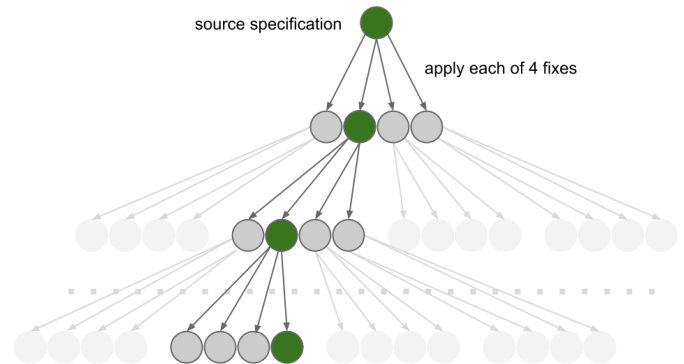 source specification
apply each of 4 fixes